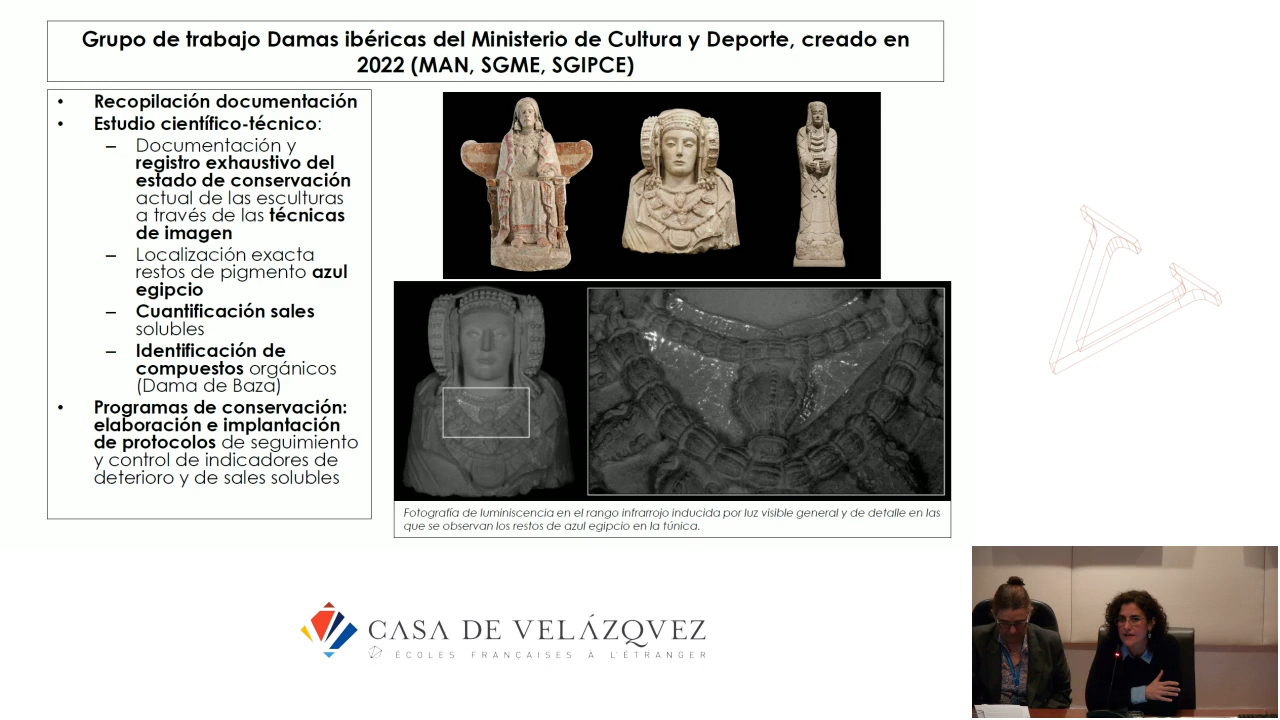 Grupo de trabajo Damas ibéricas del Ministerio de Cultura y Deporte, creado en
2022 (MAN, SGME, SGIPCE)
• Recopilación documentación
• Estudio científico-técnico:
– Documentación y
registro exhaustivo del
estado de conservación
actual de las esculturas
a través de las técnicas
de imagen
– Localización exacta
restos de pigmento azul
egipcio
– Cuantificación sales
solubles
– Identificación de
compuestos orgánicos
(Dama de Baza)
• Programas de conservación:
elaboración e implantación
de protocolos de seguimiento
y control de indicadores de
deterioro y de sales solubles
Fotografía de luminiscencia en el rango infrarrojo inducida por luz visible general y de detalle en las
que se observan los restos de azul egipcio en la túnica.
CASA DE VELÁZQVEZ
ÉCOLES FRANÇAISES À L'ÉTRANGER